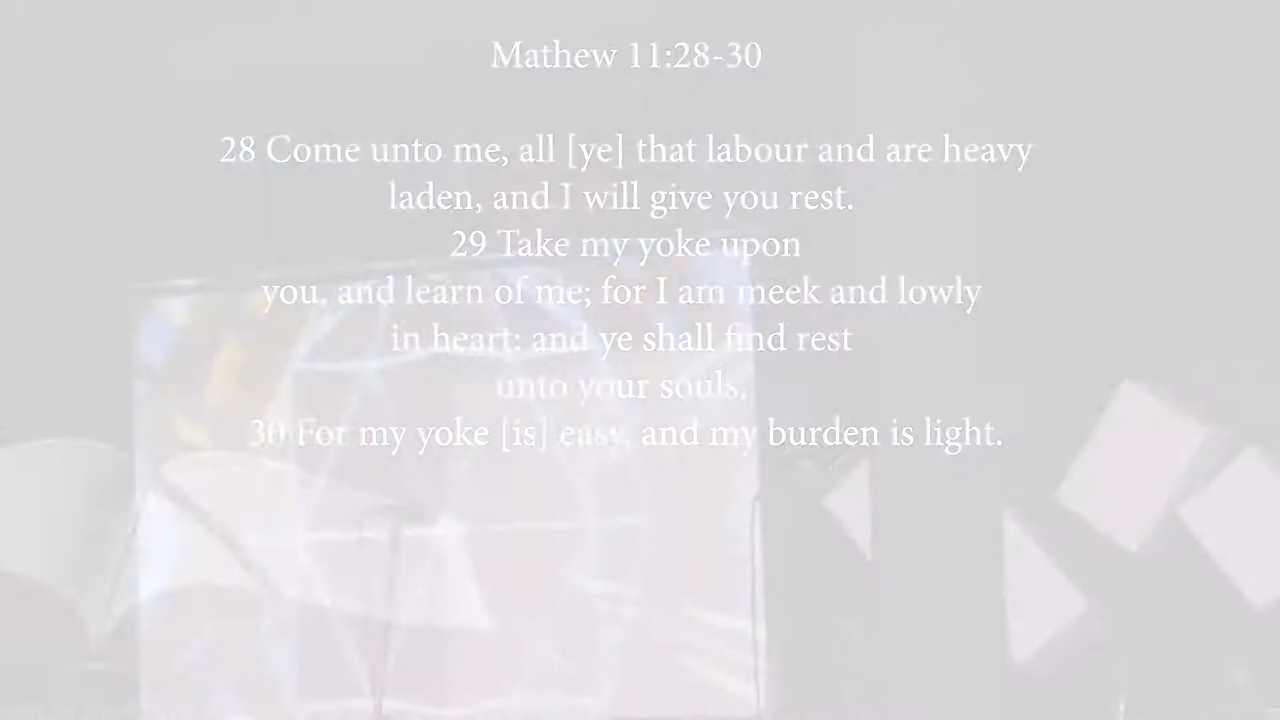 Mathew 11:28-30
28 Come unto me, all [ye] that labour and are heavy
laden, and I will give you rest.
29 Take my yoke upon
you, and learn of me; for I am meek and lowly
in heart: and ye shall find rest
unto your souls.
30 For my yoke [is] easy, and my burden is light.